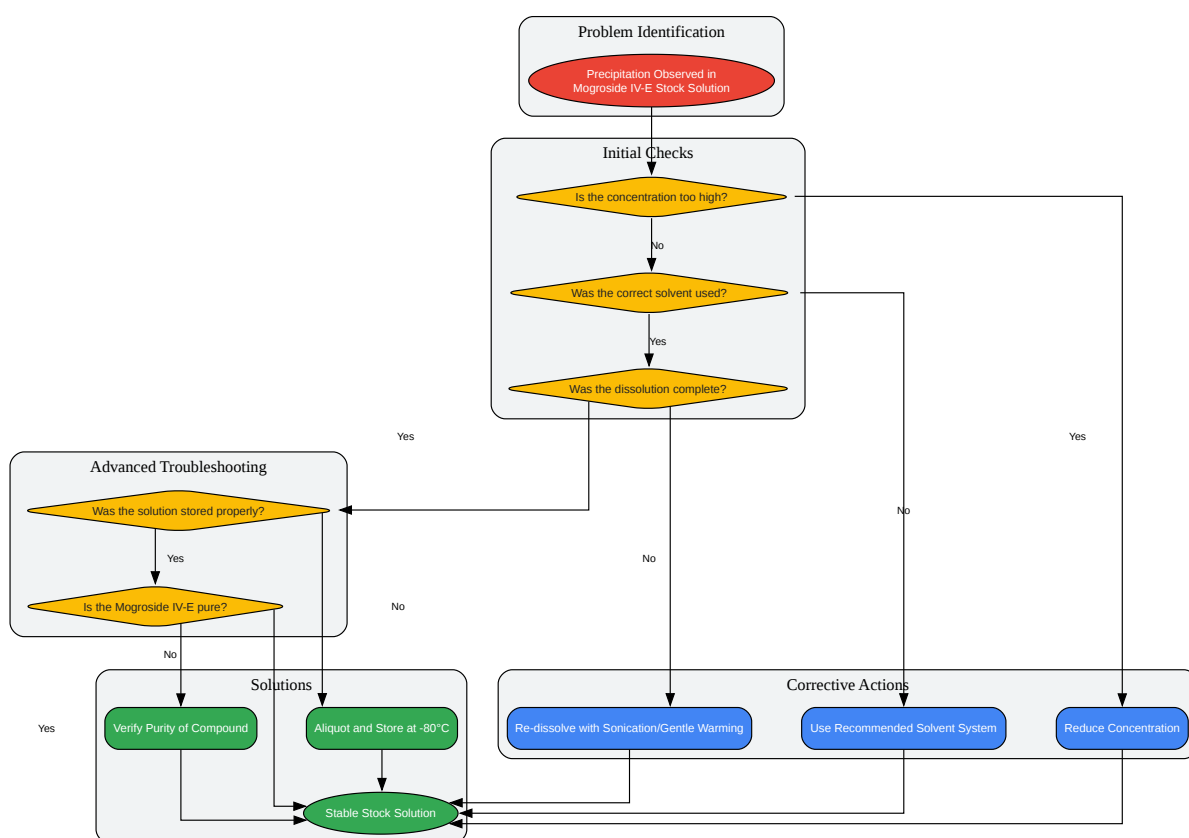 Problem Identification
Precipitation Observed in
Mogroside IV-E Stock Solution
Initial Checks
Is the concentration too high?
No
Was the correct solvent used?
Yes
Was the dissolution complete?
Yes
Yes
Advanced Troubleshooting
Was the solution stored properly?
No
Yes
No
Is the Mogroside IV-E pure?
No
No
Solutions
Corrective Actions
Yes
Verify Purity of Compound
Aliquot and Store at -80°C
Re-dissolve with Sonication/Gentle Warming
Use Recommended Solvent System
Reduce Concentration
Stable Stock Solution